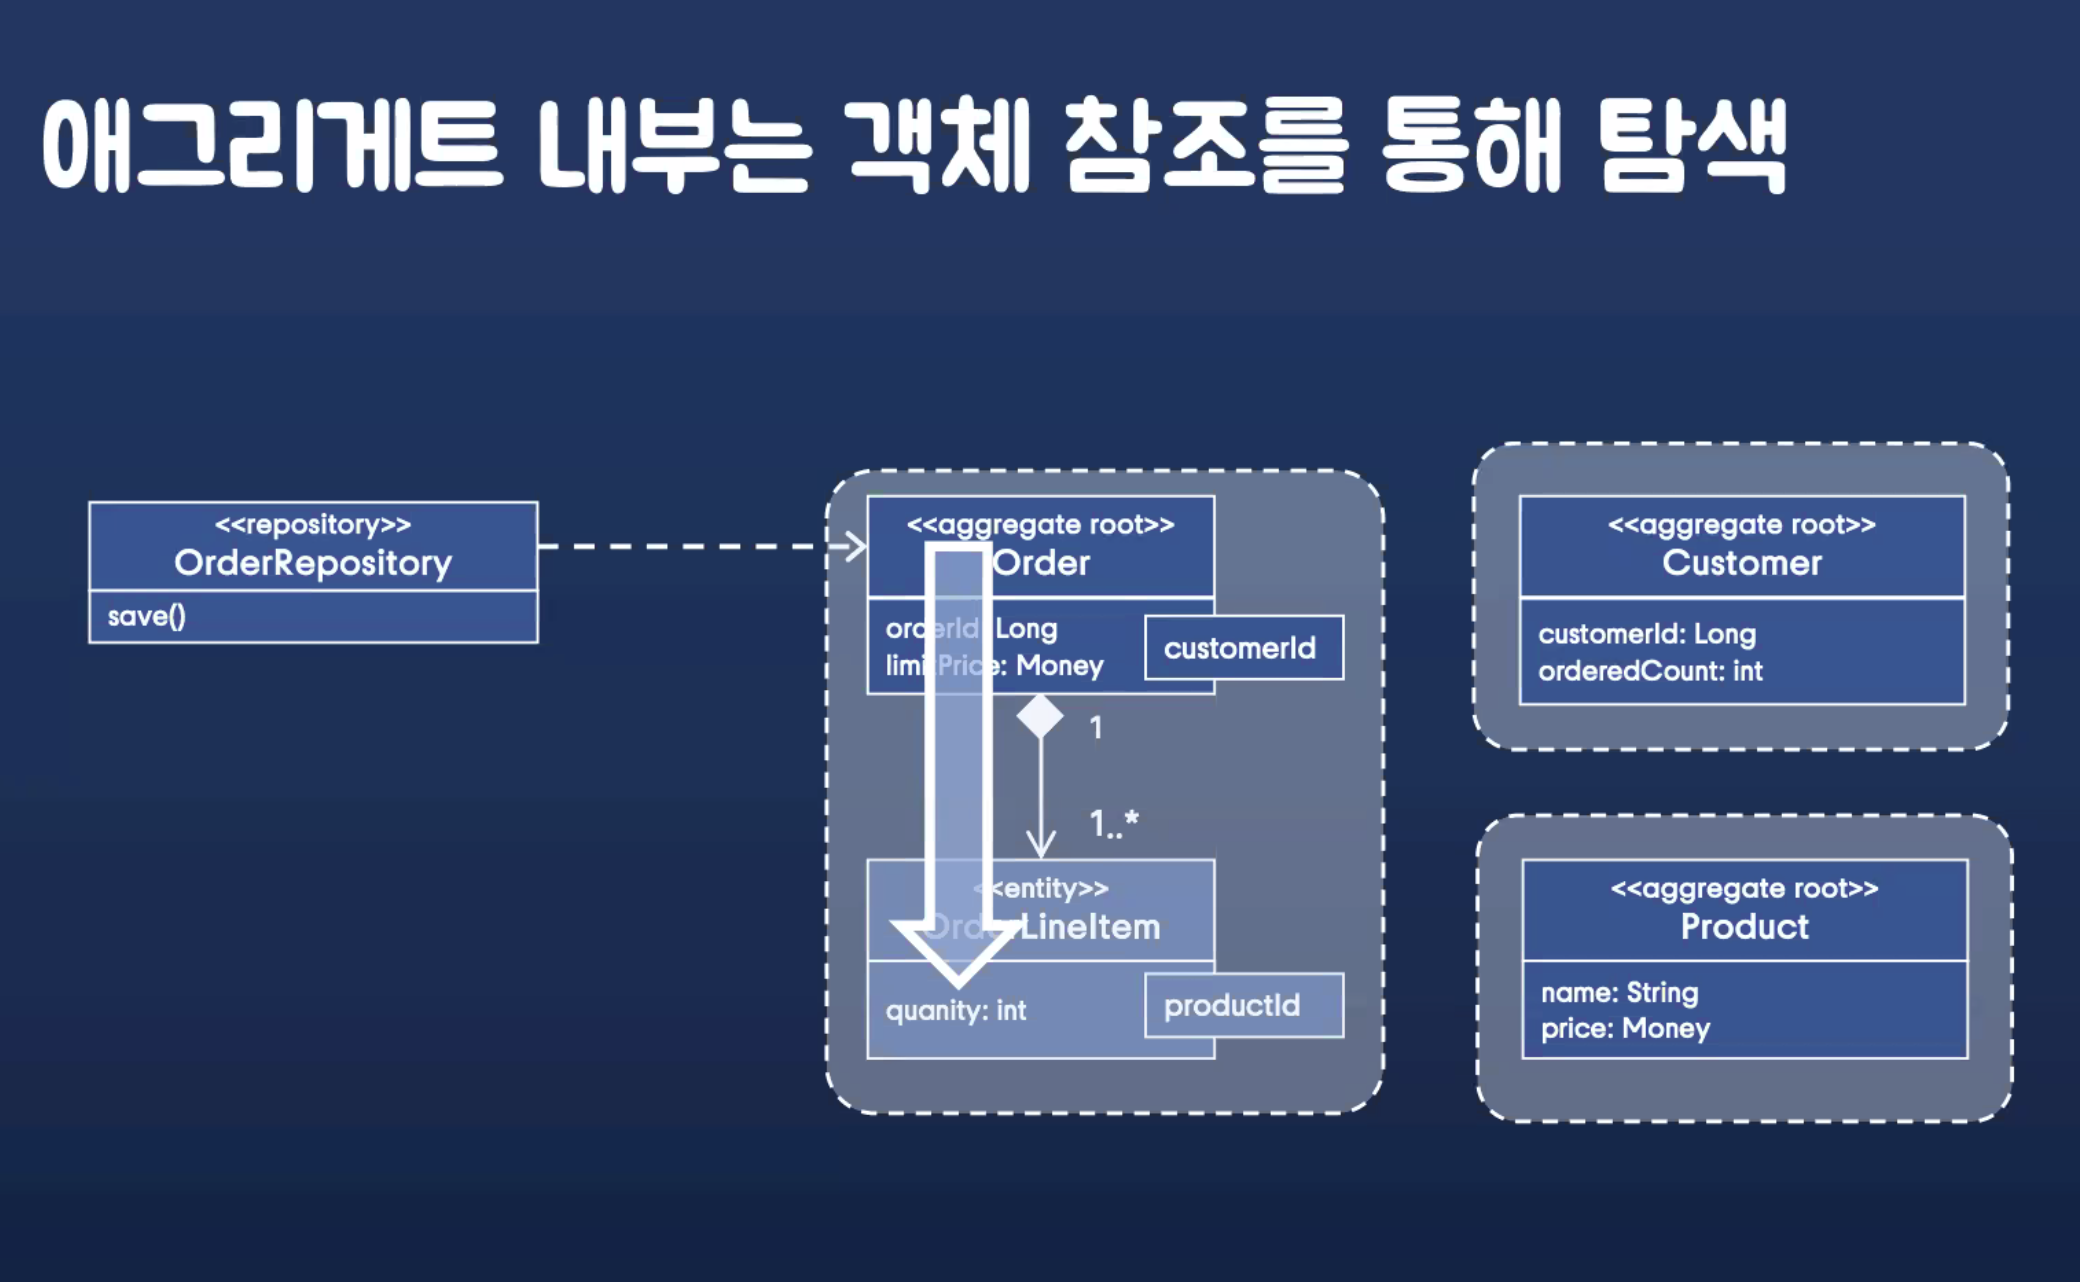 애그리게트 내부는 객체 참조를 통해 탐색
<<repository>>
OrderRepository
save()
<<aggregate root>>
Order
orderId: Long
limitPrice: Money
customerId
1
1..*
<<entity>>
OrderLineItem
quanity: int
productId
<<aggregate root>>
Customer
customerId: Long
orderedCount: int
<<aggregate root>>
Product
name: String
price: Money